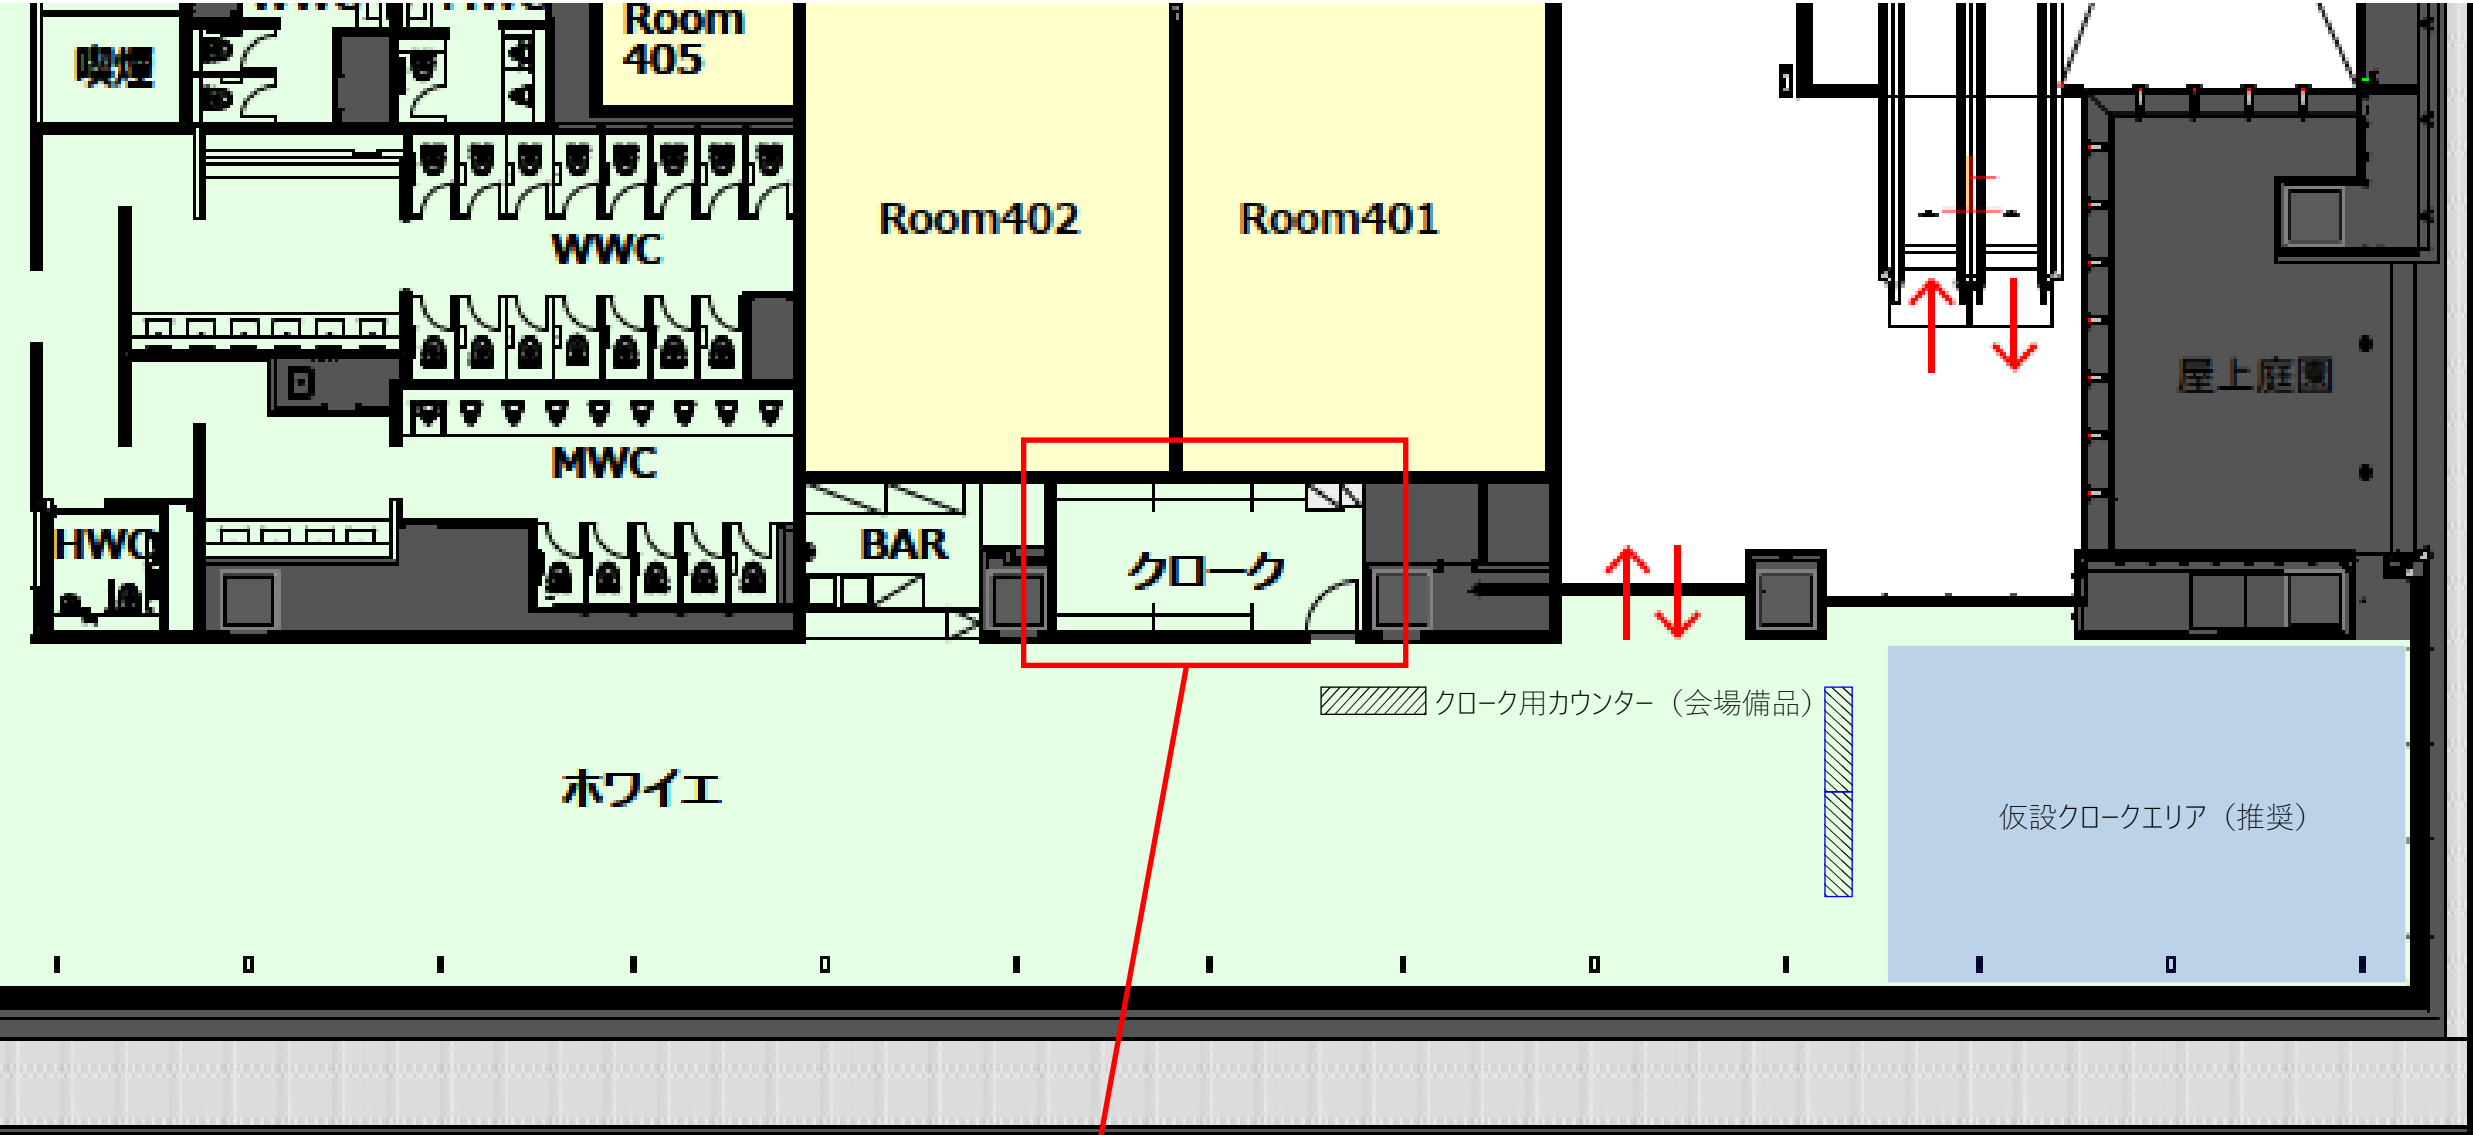 Room
405
喫煙
Room402
Room401
WWC
屋上庭園
MWC
HWC
BAR
クローク
クローク用カウンター（会場備品）
ホワイエ
仮設クロークエリア（推奨）